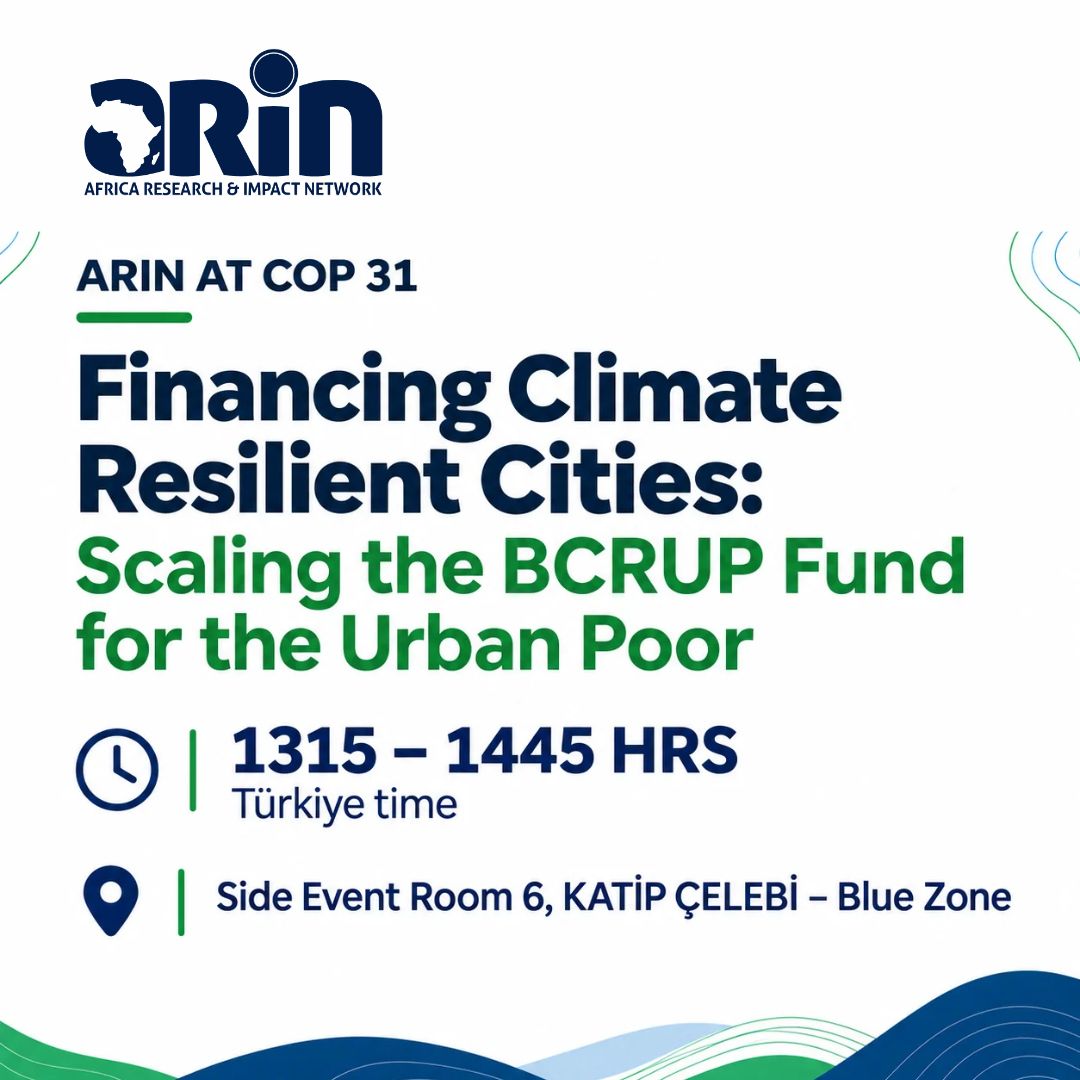 aRin
AFRICA RESEARCH & IMPACT NETWORK
ARIN AT COP 31
Financing Climate
Resilient Cities:
Scaling the BCRUP Fund
for the Urban Poor
1315 – 1445 HRS
Türkiye time
Side Event Room 6, KATİP ÇELEBİ – Blue Zone